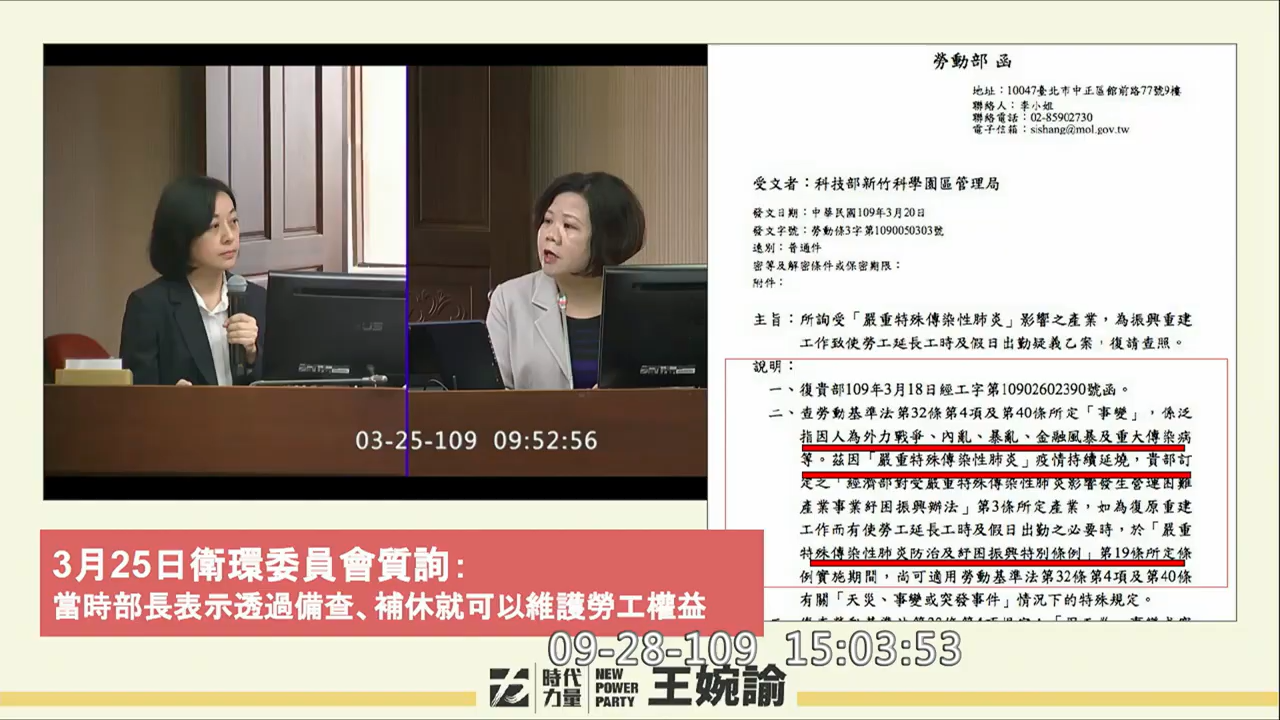 勞動部 函
地址：10047臺北市中正區館前路77號9樓
聯絡人：李小姐
聯絡電話：02-85902730
電子信箱：sishang@mol.gov.tw
受文者：科技部新竹科學園區管理局
發文日期：中華民國109年3月20日
發文字號：勞動條3字第1090050303號
速別：普通件
密等及解密條件或保密期限：
附件：
主旨：所詢受「嚴重特殊傳染性肺炎」影響之產業，為振興重建
工作致使勞工延長工時及假日出勤疑義乙案，復請查照。
說明：
一、復貴部109年3月18日經工字第10902602390號函。
二、查勞動基準法第32條第4項及第40條所定「事變」，係泛
指因人為外力戰爭、內亂、暴亂、金融風暴及重大傳染病
等。茲因「嚴重特殊傳染性肺炎」疫情持續延燒，貴部訂
定之「經濟部對受嚴重特殊傳染性肺炎影響發生營運困難
產業事業紓困振興辦法」第3條所定產業，如為復原重建
工作而有使勞工延長工時及假日出勤之必要時，於「嚴重
特殊傳染性肺炎防治及紓困振興特別條例」第19條所定條
例實施期間，尚可適用勞動基準法第32條第4項及第40條
有關「天災、事變或突發事件」情況下的特殊規定。
ASUS
03-25-109 09:52:56
3月25日衛環委員會質詢：
當時部長表示透過備查、補休就可以維護勞工權益
09-28-109 15:03:53
時代力量 NEW POWER PARTY 王婉諭